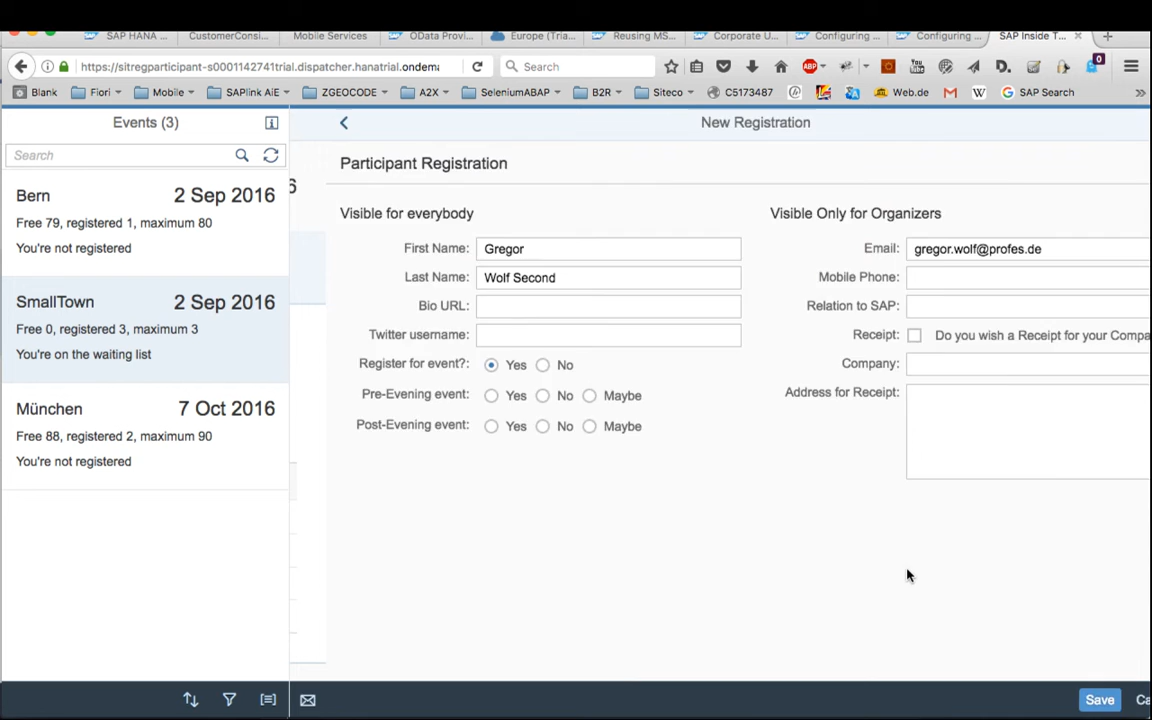 SAP HANA ...
CustomerConsi...
Mobile Services
OData Provi...
Europe (Tria...
Reusing MS...
Corporate U...
Configuring ...
Configuring ...
SAP Inside T...
https://sitregparticipant-s0001142741trial.dispatcher.hanatrial.ondema
Search
ABP
0
Blank
Fiori
Mobile
SAPlink AiE
ZGEOCODE
A2X
SeleniumABAP
B2R
Siteco
C5173487
Web.de
SAP Search
Events (3)
New Registration
Search
Bern
2 Sep 2016
Free 79, registered 1, maximum 80
You're not registered
SmallTown
2 Sep 2016
Free 0, registered 3, maximum 3
You're on the waiting list
München
7 Oct 2016
Free 88, registered 2, maximum 90
You're not registered
6
Participant Registration
Visible for everybody
First Name: Gregor
Last Name: Wolf Second
Bio URL:
Twitter username:
Register for event?: Yes No
Pre-Evening event: Yes No Maybe
Post-Evening event: Yes No Maybe
Visible Only for Organizers
Email: gregor.wolf@profes.de
Mobile Phone:
Relation to SAP:
Receipt: Do you wish a Receipt for your Compa
Company:
Address for Receipt:
Save
Ca